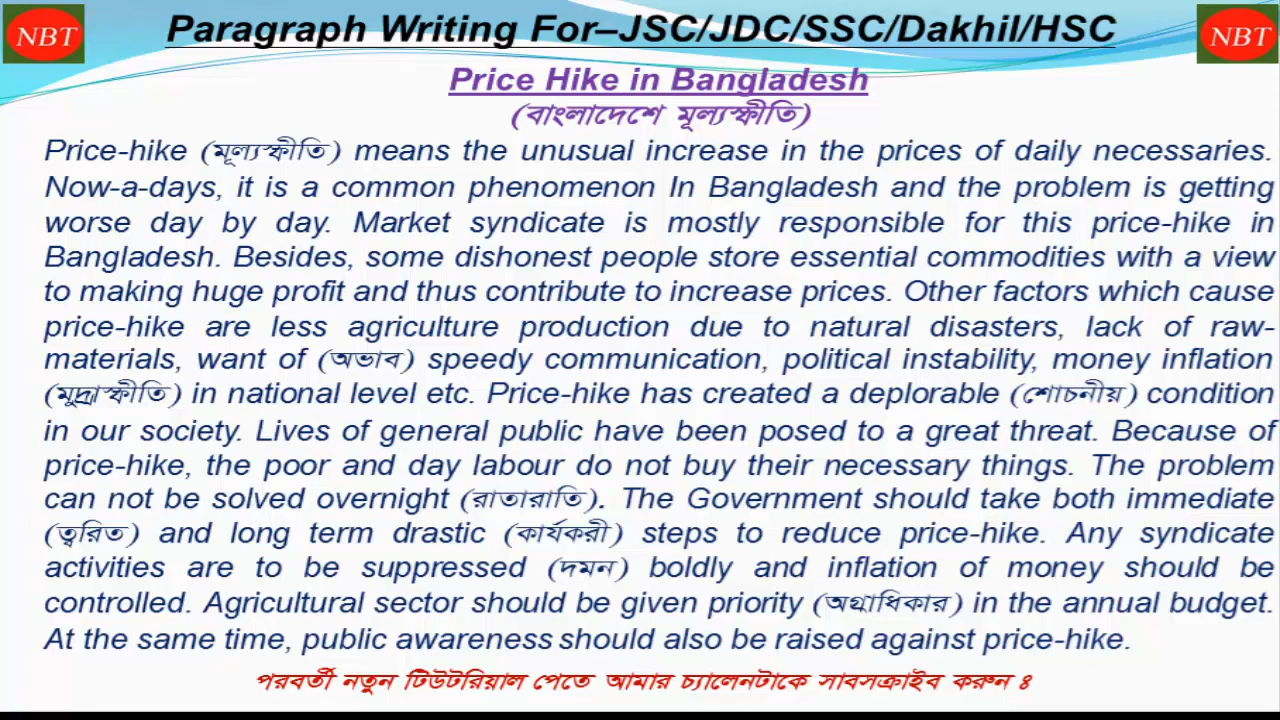 NBT
Paragraph Writing For–JSC/JDC/SSC/Dakhil/HSC
NBT
Price Hike in Bangladesh
(বাংলাদেশে মূল্যস্ফীতি)
Price-hike (মূল্যস্ফীতি) means the unusual increase in the prices of daily necessaries.
Now-a-days, it is a common phenomenon In Bangladesh and the problem is getting
worse day by day. Market syndicate is mostly responsible for this price-hike in
Bangladesh. Besides, some dishonest people store essential commodities with a view
to making huge profit and thus contribute to increase prices. Other factors which cause
price-hike are less agriculture production due to natural disasters, lack of raw-
materials, want of (অভাব) speedy communication, political instability, money inflation
(মুদ্রাস্ফীতি) in national level etc. Price-hike has created a deplorable (শোচনীয়) condition
in our society. Lives of general public have been posed to a great threat. Because of
price-hike, the poor and day labour do not buy their necessary things. The problem
can not be solved overnight (রাতারাতি). The Government should take both immediate
(ত্বরিত) and long term drastic (কার্যকরী) steps to reduce price-hike. Any syndicate
activities are to be suppressed (দমন) boldly and inflation of money should be
controlled. Agricultural sector should be given priority (অগ্রাধিকার) in the annual budget.
At the same time, public awareness should also be raised against price-hike.
পরবর্তী নতুন টিউটরিয়াল পেতে আমার চ্যালেনটাকে সাবসক্রাইব করুন ঃ